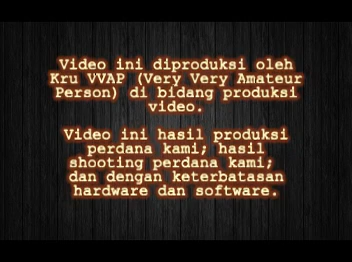 Video ini diproduksi oleh
Kru VVAP (Very Very Amateur
Person) di bidang produksi
video.
Video ini hasil produksi
perdana kami; hasil
shooting perdana kami;
dan dengan keterbatasan
hardware dan software.